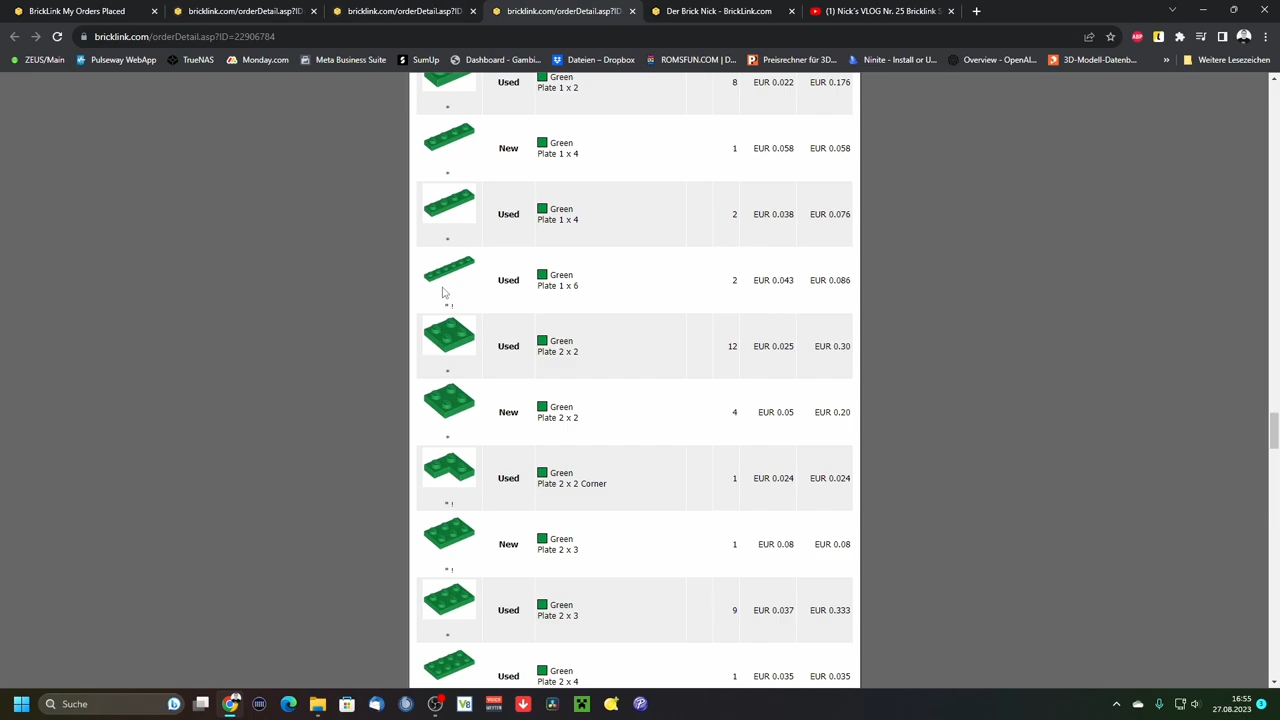 BrickLink My Orders Placed
bricklink.com/orderDetail.asp?ID
bricklink.com/orderDetail.asp?ID
bricklink.com/orderDetail.asp?ID
Der Brick Nick - BrickLink.com
(1) Nick's VLOG Nr. 25 Bricklink S
bricklink.com/orderDetail.asp?ID=22906784
ABP
ZEUSTrain
Pulseway WebApp
TrueNAS
Monday.com
Meta Business Suite
SumUp
Dashboard - Gambi...
Dateien – Dropbox
ROMSFUN.COM | D...
Preisrechner für 3D...
Ninite - Install or U...
Overview - OpenAI...
3D-Modell-Datenb...
»
Weitere Lesezeichen
Used Green 8 EUR 0.022 EUR 0.176
Plate 1 x 2
*
New Green 1 EUR 0.058 EUR 0.058
Plate 1 x 4
*
Used Green 2 EUR 0.038 EUR 0.076
Plate 1 x 4
*
Used Green 2 EUR 0.043 EUR 0.086
Plate 1 x 6
* !
Used Green 12 EUR 0.025 EUR 0.30
Plate 2 x 2
*
New Green 4 EUR 0.05 EUR 0.20
Plate 2 x 2
*
Used Green 1 EUR 0.024 EUR 0.024
Plate 2 x 2 Corner
* !
New Green 1 EUR 0.08 EUR 0.08
Plate 2 x 3
* !
Used Green 9 EUR 0.037 EUR 0.333
Plate 2 x 3
*
Used Green 1 EUR 0.035 EUR 0.035
Plate 2 x 4
Suche
V8
16:55
27.08.2023
3